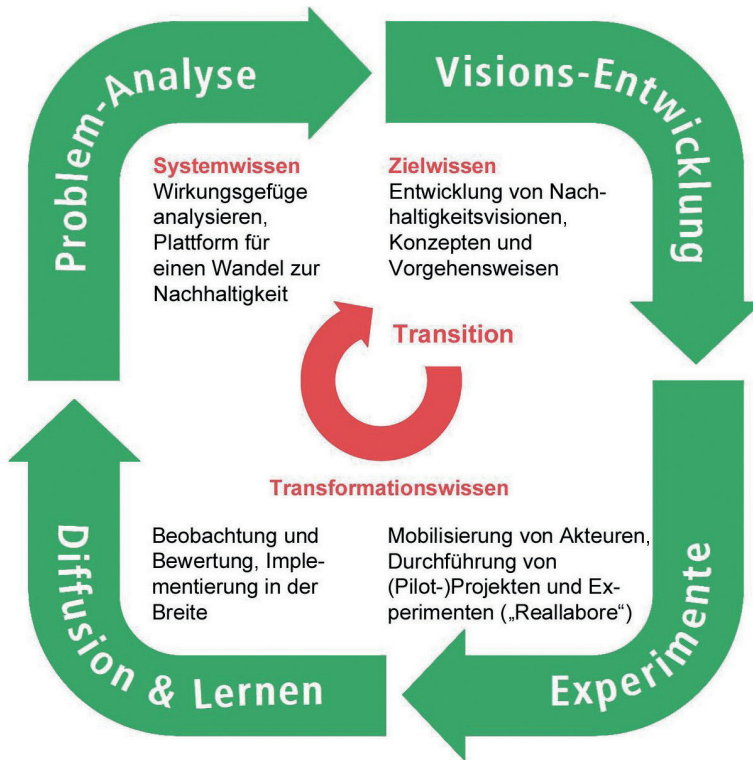 Problem-Analyse
Visions-Entwicklung
Systemwissen
Wirkungsgefüge
analysieren,
Plattform für
einen Wandel zur
Nachhaltigkeit
Zielwissen
Entwicklung von Nach-
haltigkeitsvisionen,
Konzepten und
Vorgehensweisen
Transition
Transformationswissen
Beobachtung und
Bewertung, Imple-
mentierung in der
Breite
Mobilisierung von Akteuren,
Durchführung von
(Pilot-)Projekten und Ex-
perimenten („Reallabore“)
Diffusion & Lernen
Experimente